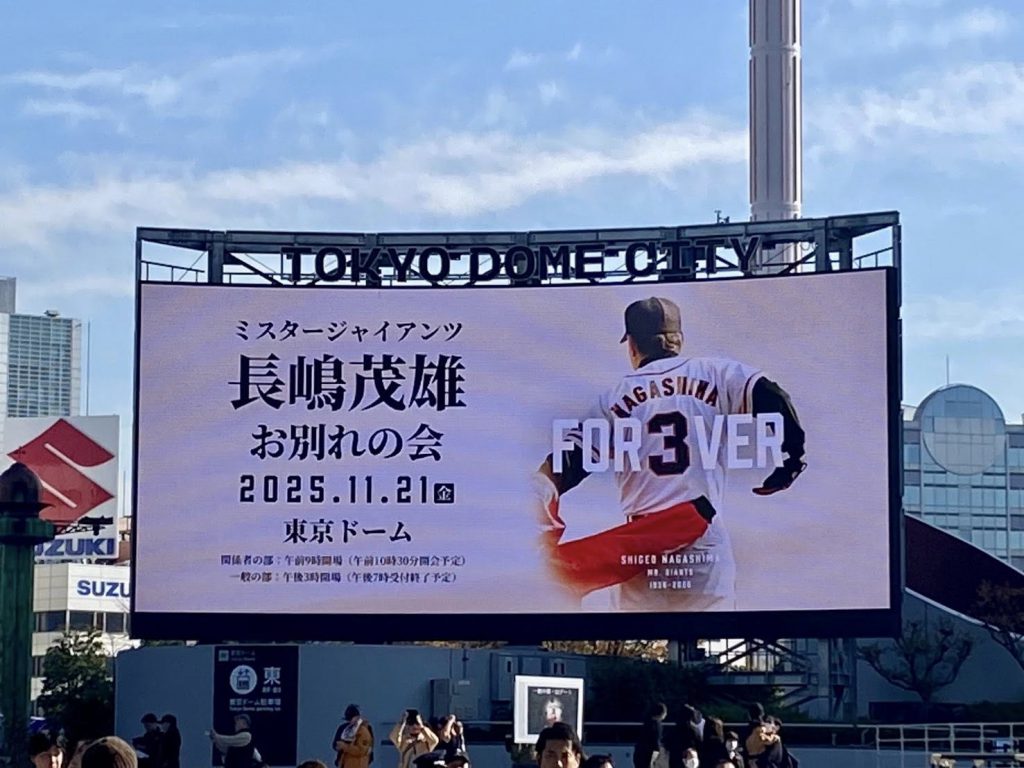 TOKYO DOME CITY
ミスタージャイアンツ
長嶋茂雄
お別れの会
2025.11.21金
東京ドーム
関係者の部：午前9時開場（午前10時30分開会予定）
一般の部：午後3時開場（午後7時受付終了予定）
NAGASHIMA
FOR3VER
SHIGEO NAGASHIMA
MR. GIANTS
ZUKI
SUZU
東